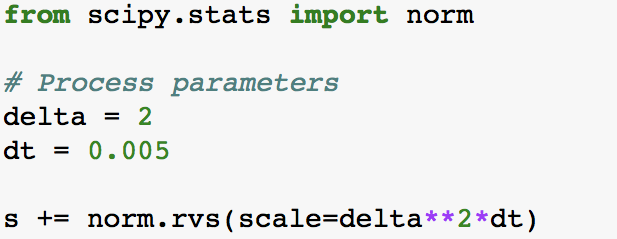 from scipy.stats import norm
# Process parameters
delta = 2
dt = 0.005
s += norm.rvs(scale=delta**2*dt)